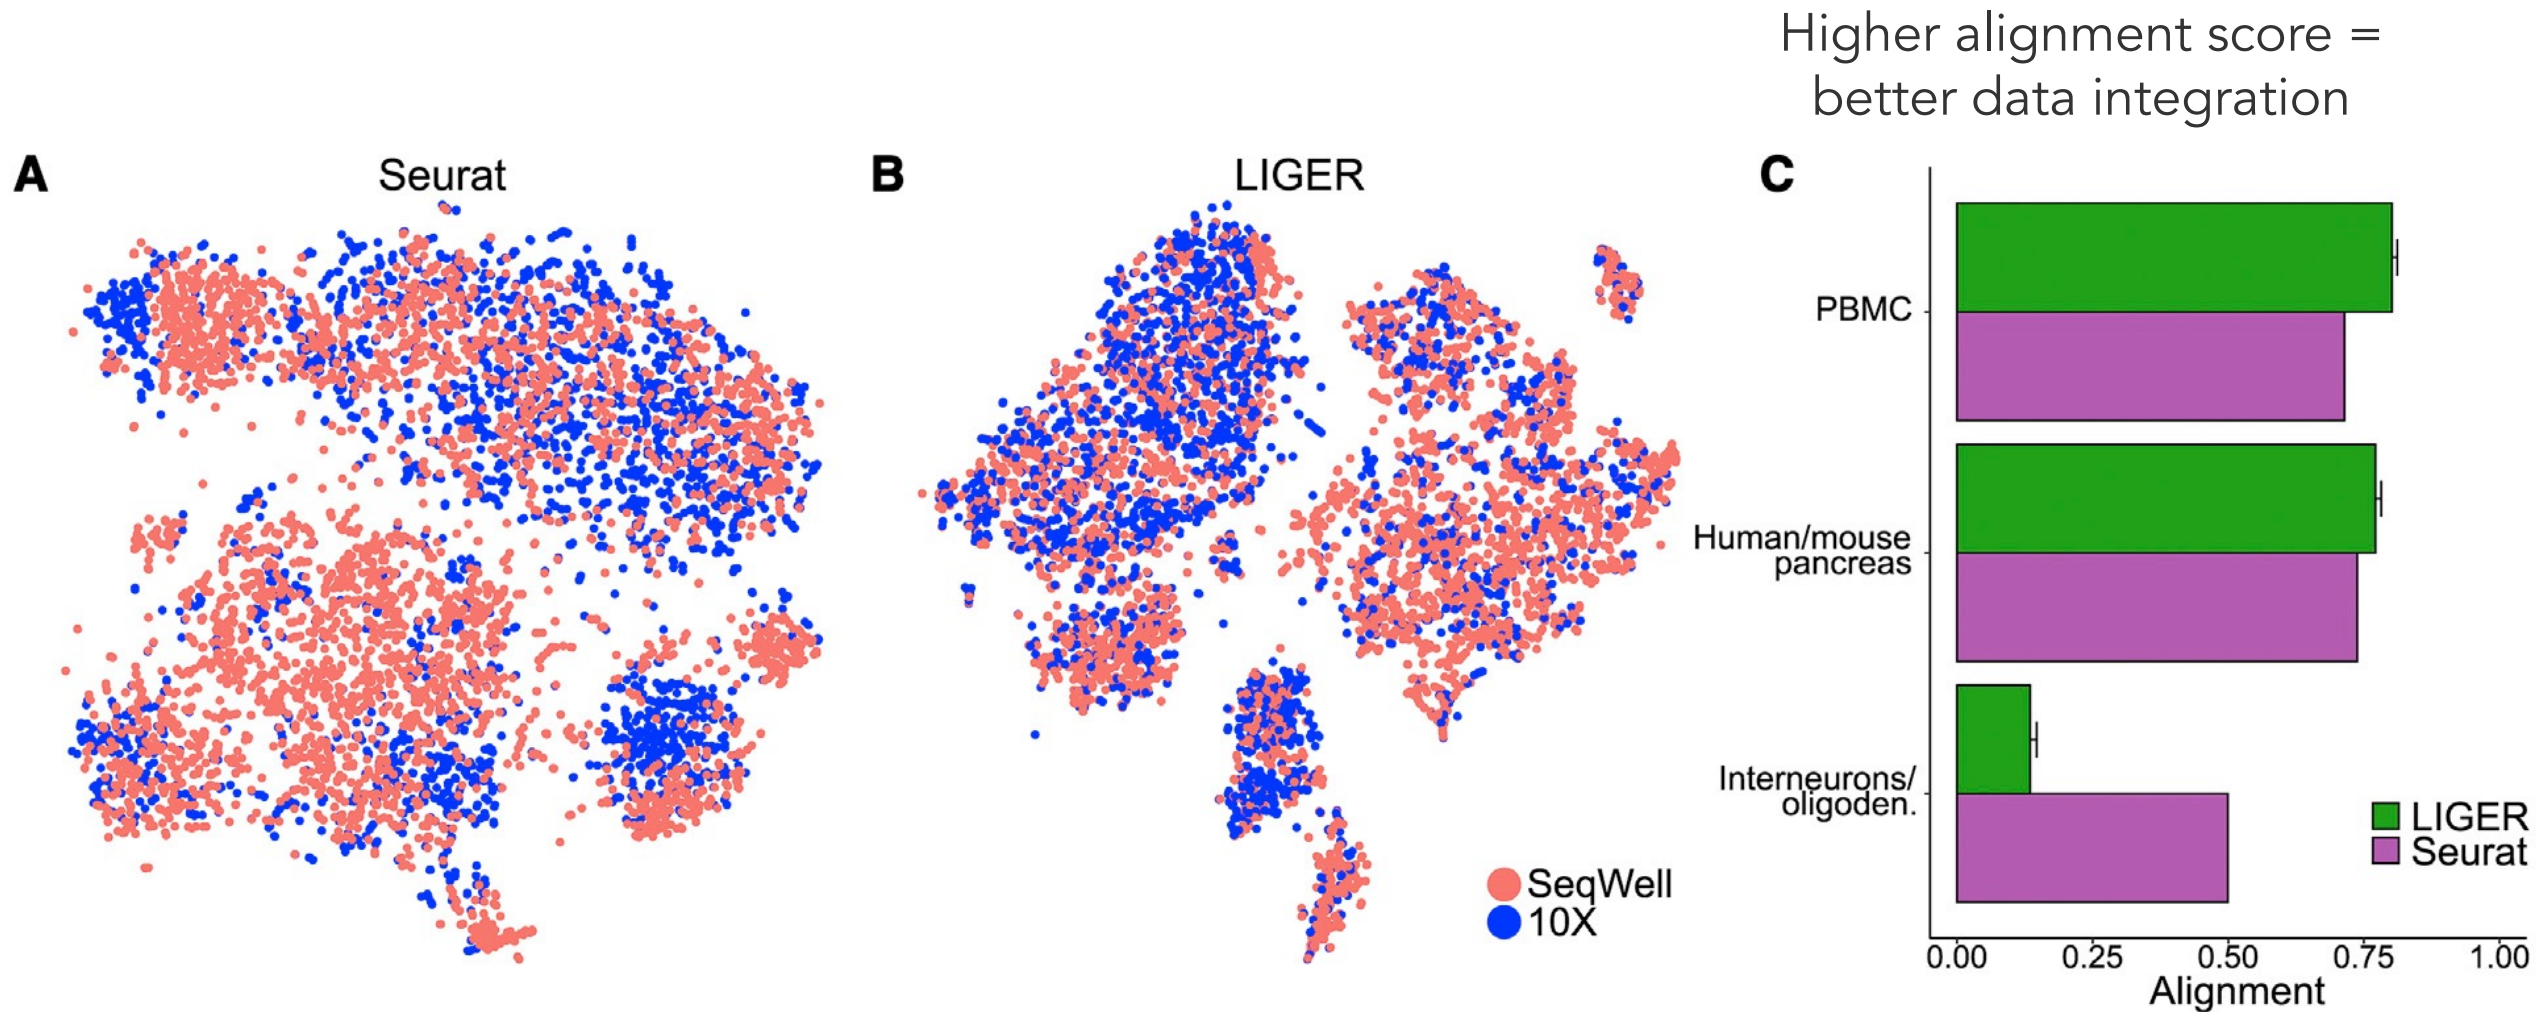 Higher alignment score =
better data integration
A
Seurat
B
LIGER
C
SeqWell
10X
PBMC
Human/mouse
pancreas
Interneurons/
oligoden.
LIGER
Seurat
0.00 0.25 0.50 0.75 1.00
Alignment